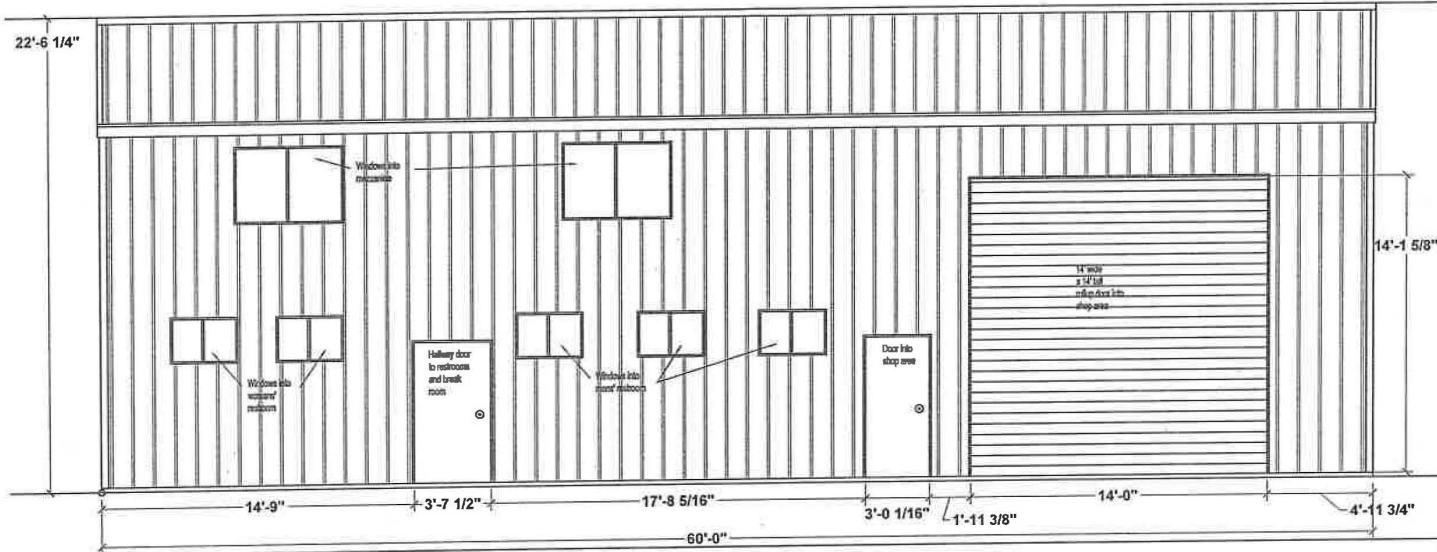 22'-6 1/4"
Windows into
mezzanine
14'-1 5/8"
14' wide
x 14' tall
rollup door into
shop area
Hallway door
to restrooms
and break
room
Door into
shop area
Windows into
womens'
restroom
Windows into
mens' restroom
14'-9"
3'-7 1/2"
17'-8 5/16"
3'-0 1/16"
1'-11 3/8"
14'-0"
4'-11 3/4"
60'-0"